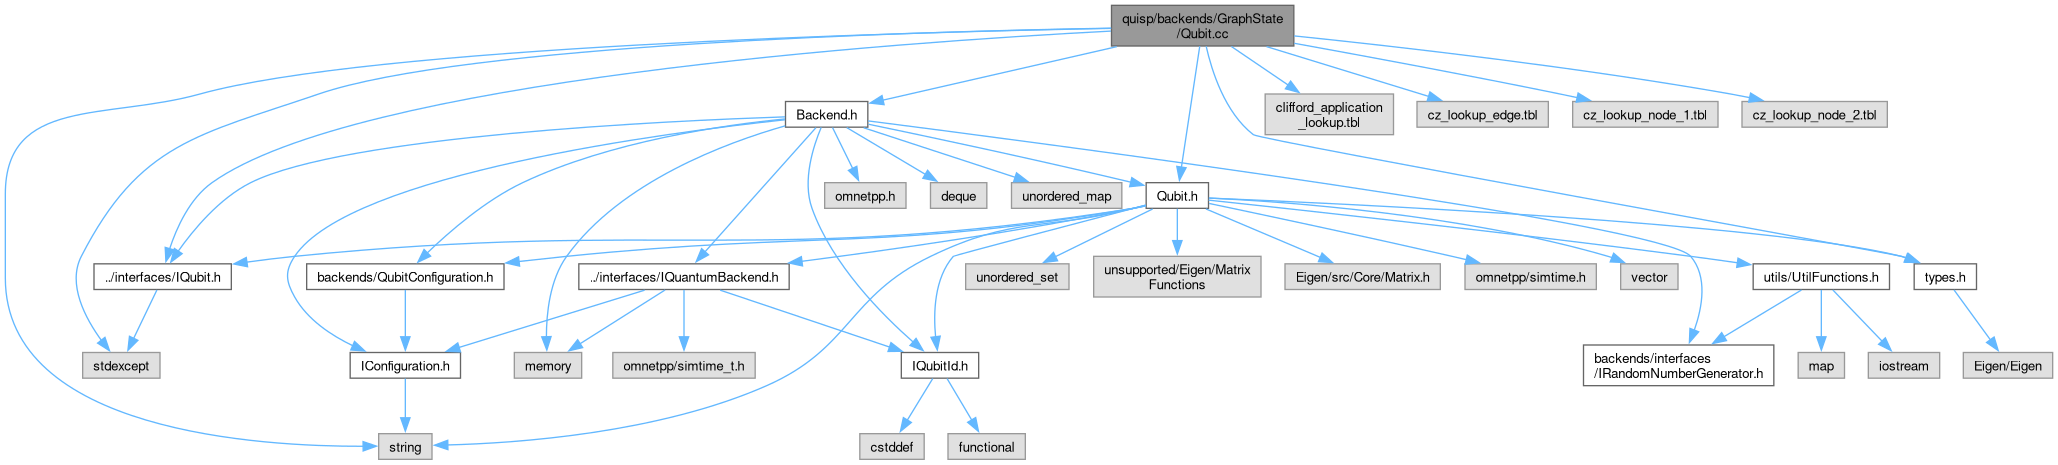 quisp/backends/GraphState
/Qubit.cc
Backend.h
clifford_application
_lookup.tbl
cz_lookup_edge.tbl
cz_lookup_node_1.tbl
cz_lookup_node_2.tbl
omnetpp.h
deque
unordered_map
Qubit.h
../interfaces/IQubit.h
backends/QubitConfiguration.h
../interfaces/IQuantumBackend.h
unordered_set
unsupported/Eigen/Matrix
Functions
Eigen/src/Core/Matrix.h
omnetpp/simtime.h
vector
utils/UtilFunctions.h
types.h
stdexcept
IConfiguration.h
memory
omnetpp/simtime_t.h
IQubitId.h
backends/interfaces
/IRandomNumberGenerator.h
map
iostream
Eigen/Eigen
string
cstddef
functional